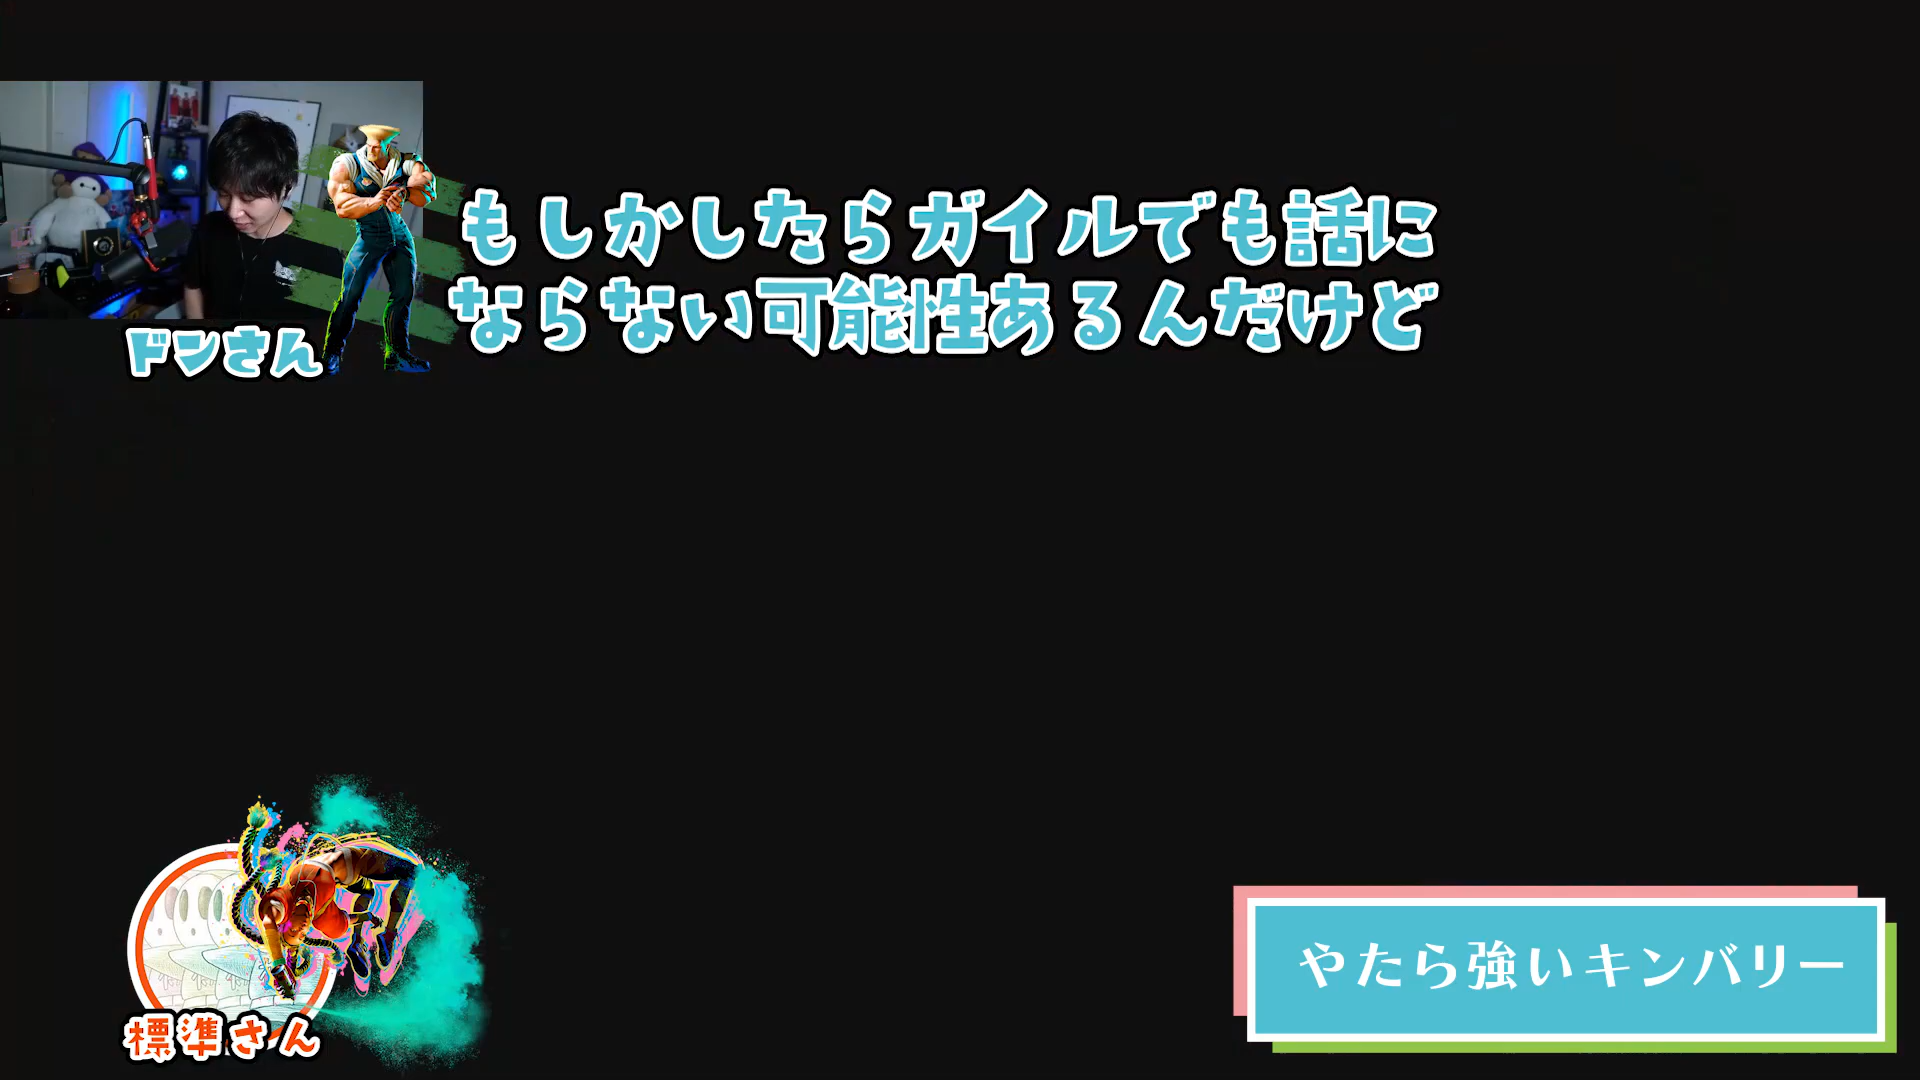 もしかしたらガイルでも話に
ならない可能性あるんだけど
ドンさん
標準さん
やたら強いキンバリー